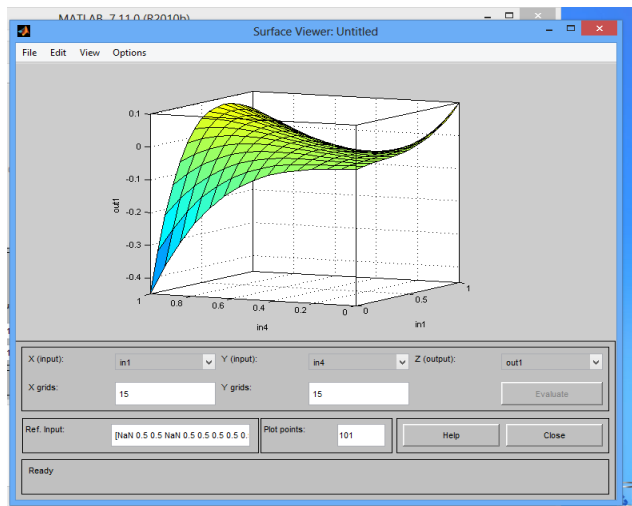 MATLAB 7.11.0 (R2010b)
Surface Viewer: Untitled
File Edit View Options
0.1
0
-0.1
-0.2
-0.3
-0.4
out1
1 0.8 0.6 0.4 0.2 0
in4
0 0.5 1
in1
X (input): in1 Y (input): in4 Z (output): out1
X grids: 15 Y grids: 15 Evaluate
Ref. Input: [NaN 0.5 0.5 NaN 0.5 0.5 0.5 0.5 0. Plot points: 101 Help Close
Ready